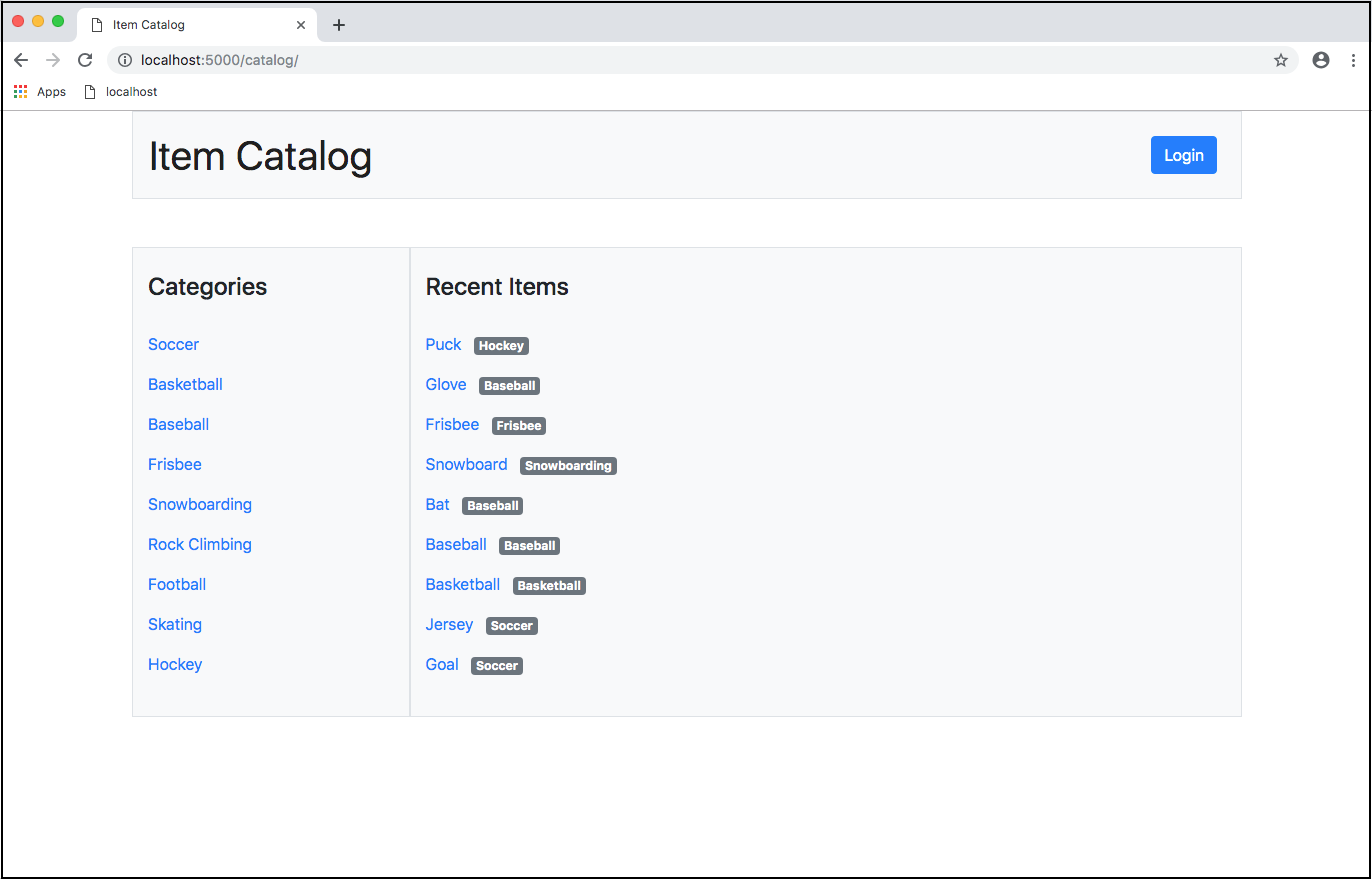 Item Catalog
localhost:5000/catalog/
Apps localhost
Item Catalog
Login
Categories
Soccer
Basketball
Baseball
Frisbee
Snowboarding
Rock Climbing
Football
Skating
Hockey
Recent Items
Puck Hockey
Glove Baseball
Frisbee Frisbee
Snowboard Snowboarding
Bat Baseball
Baseball Baseball
Basketball Basketball
Jersey Soccer
Goal Soccer